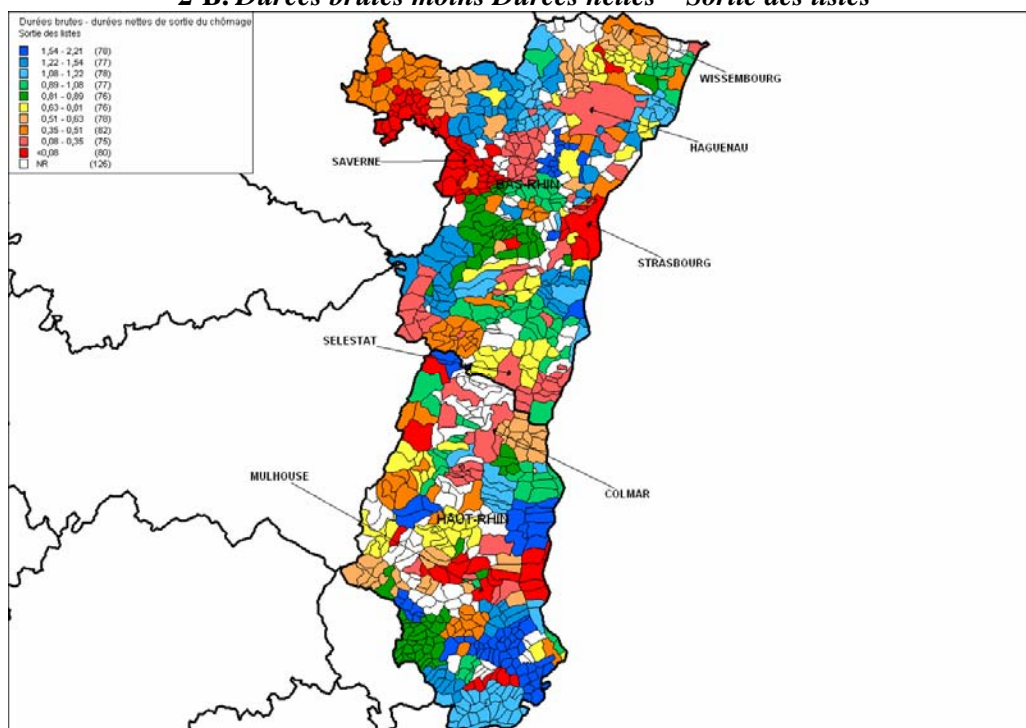 2-B. Durées brutes moins Durées nettes – Sortie des listes
Durées brutes - durées nettes de sortie du chômage
Sortie des listes
1,54 - 2,21 (78)
1,22 - 1,54 (77)
1,08 - 1,22 (78)
0,89 - 1,08 (77)
0,81 - 0,89 (76)
0,63 - 0,01 (76)
0,51 - 0,63 (78)
0,35 - 0,51 (82)
0,08 - 0,35 (75)
<0,08 (80)
NR (126)
WISSEMBOURG
HAGUENAU
SAVERNE
BAS-RHIN
STRASBOURG
SELESTAT
MULHOUSE
COLMAR
HAUT-RHIN